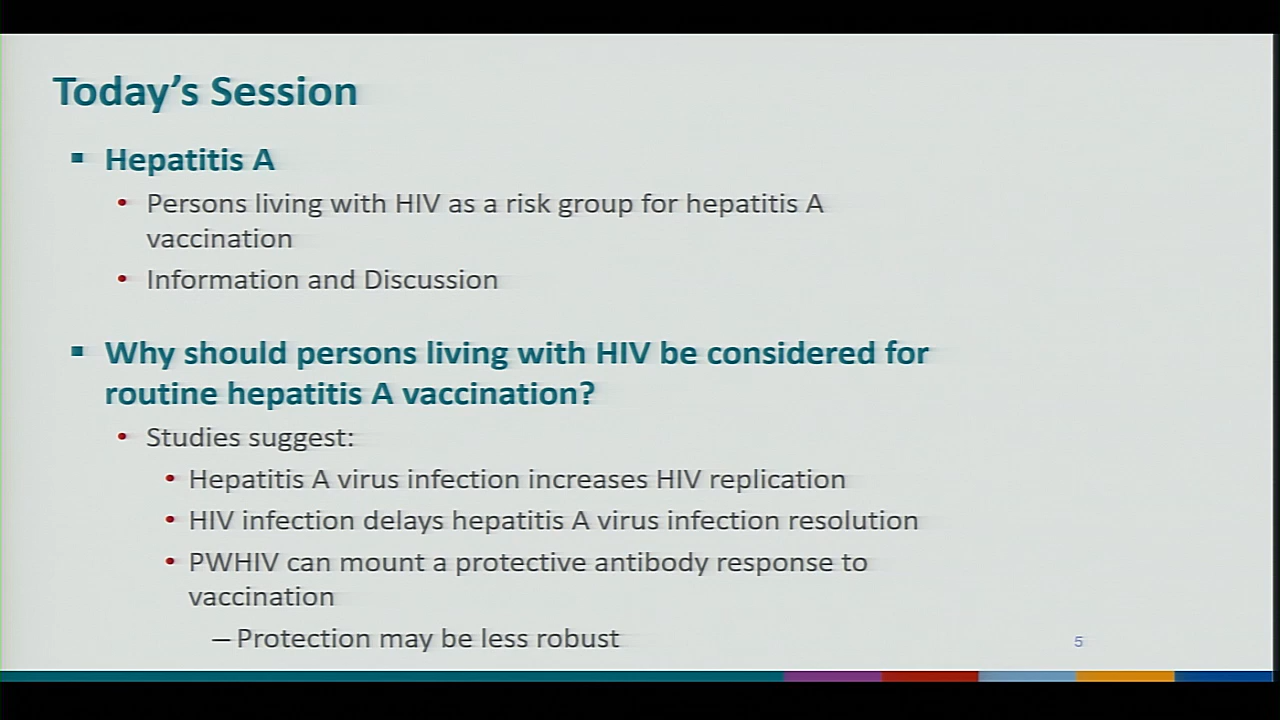 Today's Session
▪ Hepatitis A
• Persons living with HIV as a risk group for hepatitis A
vaccination
• Information and Discussion
▪ Why should persons living with HIV be considered for
routine hepatitis A vaccination?
• Studies suggest:
• Hepatitis A virus infection increases HIV replication
• HIV infection delays hepatitis A virus infection resolution
• PWHIV can mount a protective antibody response to
vaccination
– Protection may be less robust
5